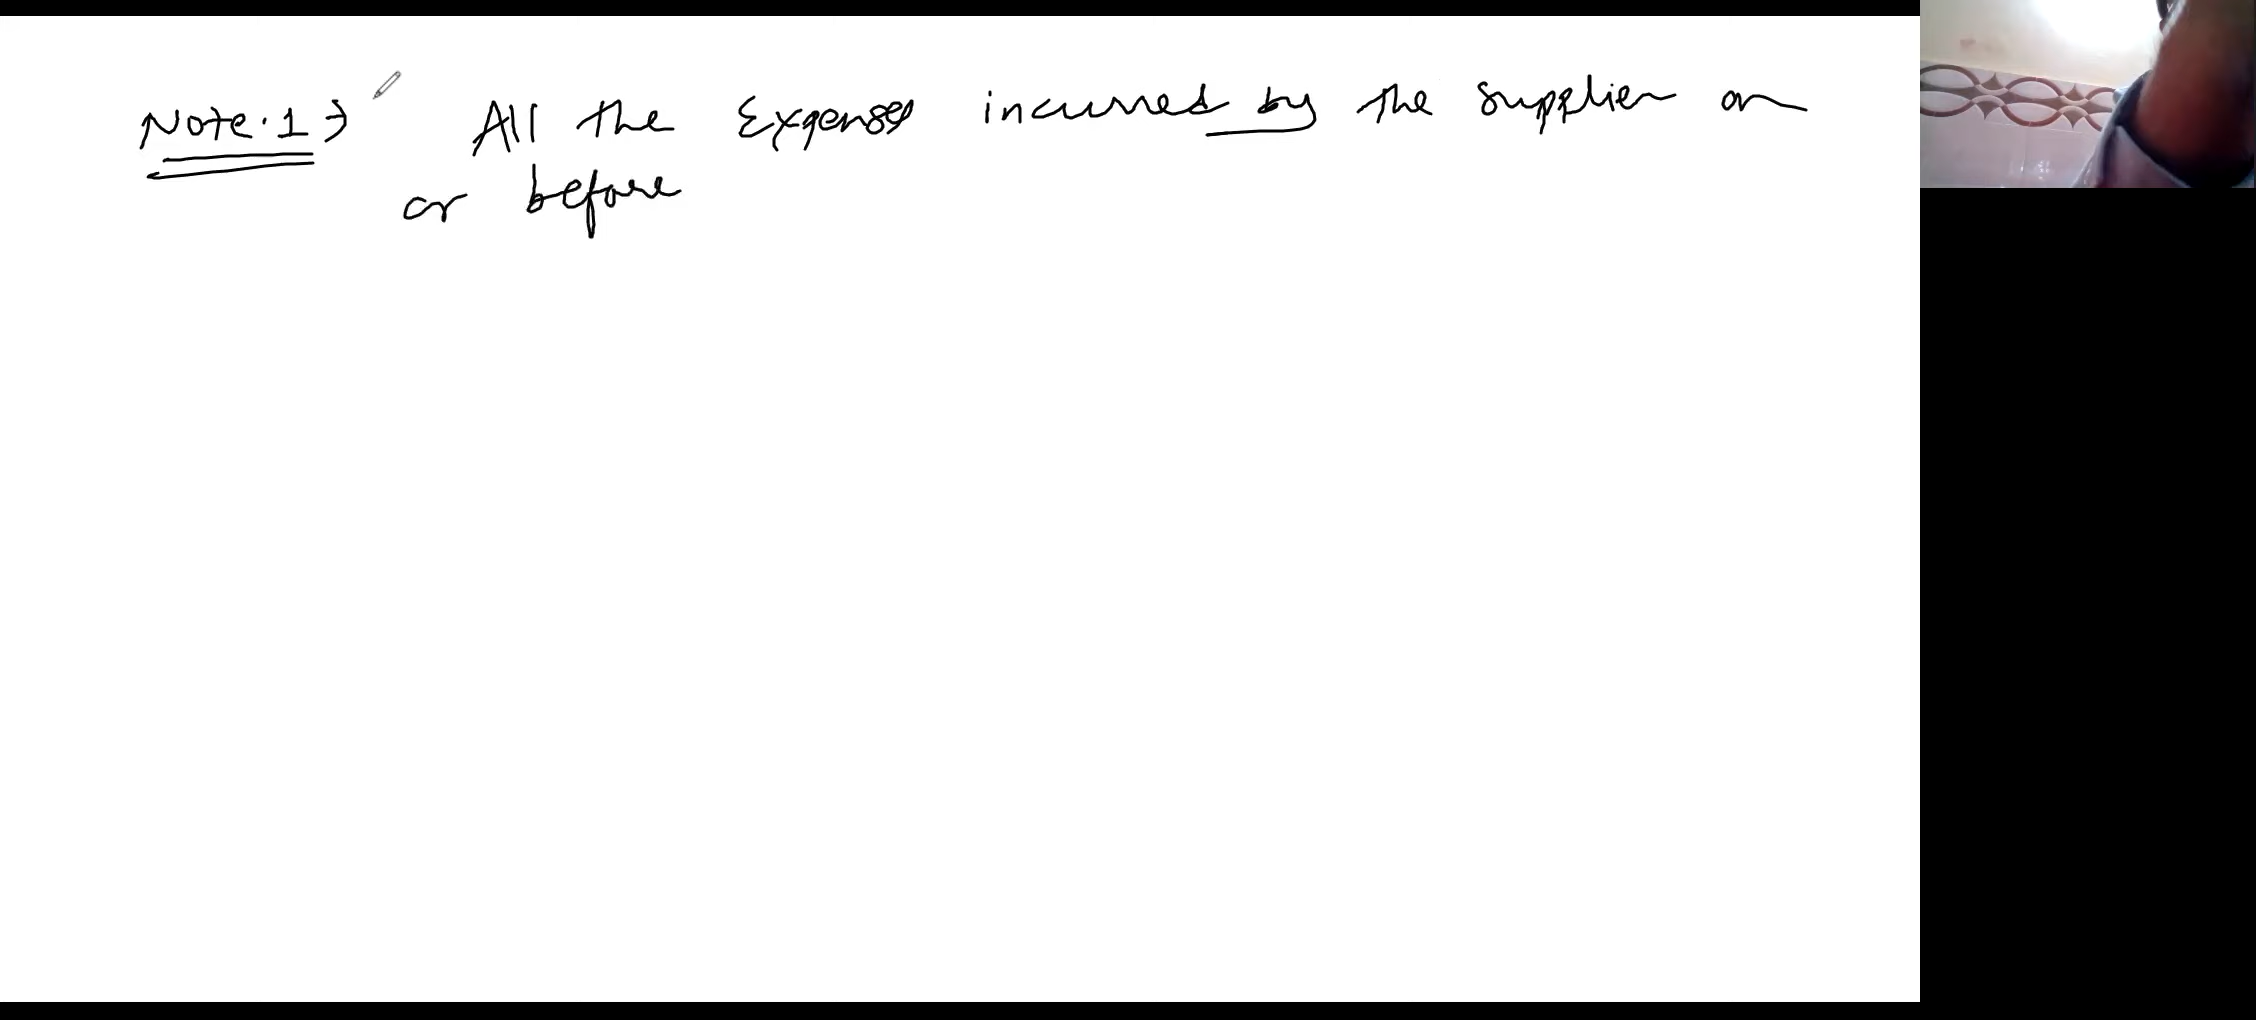 Note.1 → All the Expenses incurred by the supplier on
or before